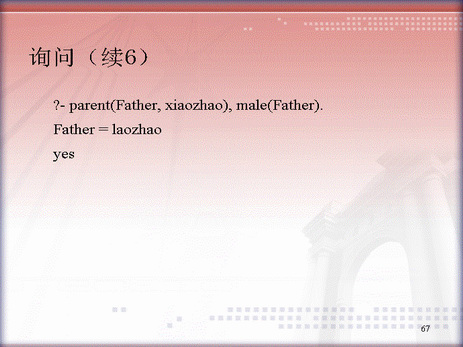 询问（续6）
?- parent(Father, xiaozhao), male(Father).
Father = laozhao
yes
67